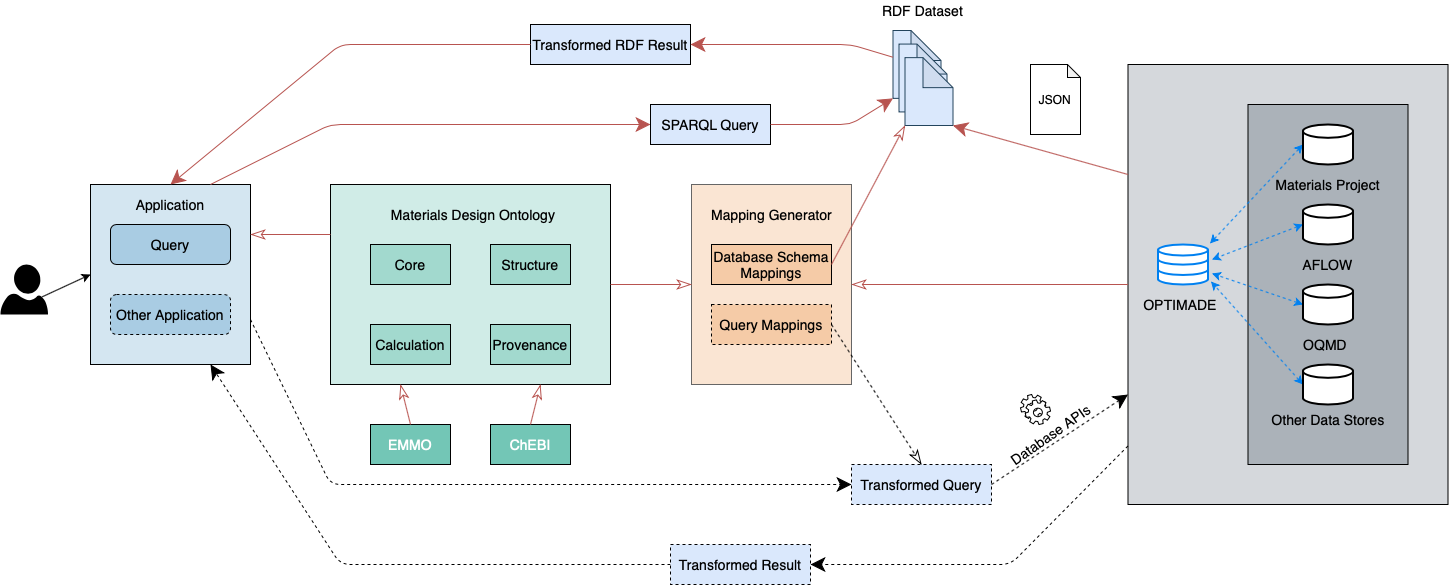 RDF Dataset
Transformed RDF Result
JSON
SPARQL Query
Application
Query
Other Application
Materials Design Ontology
Core
Structure
Calculation
Provenance
EMMO
ChEBI
Mapping Generator
Database Schema
Mappings
Query Mappings
Materials Project
AFLOW
OPTIMADE
OQMD
Other Data Stores
Database APIs
Transformed Query
Transformed Result